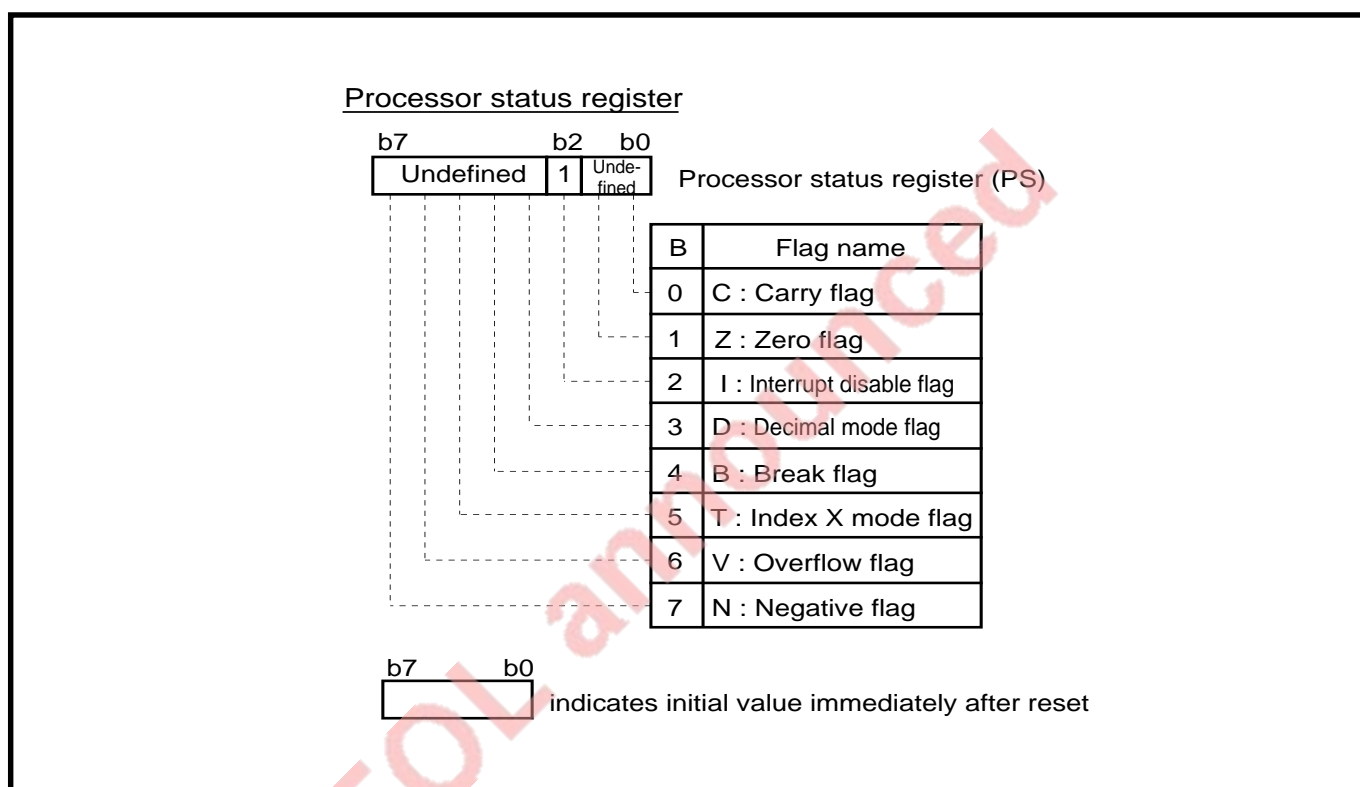 Processor status register
b7 b2 b0
Undefined 1 Unde-
fined
Processor status register (PS)
B Flag name
0 C : Carry flag
1 Z : Zero flag
2 I : Interrupt disable flag
3 D : Decimal mode flag
4 B : Break flag
5 T : Index X mode flag
6 V : Overflow flag
7 N : Negative flag
b7 b0
indicates initial value immediately after reset
EOL announced